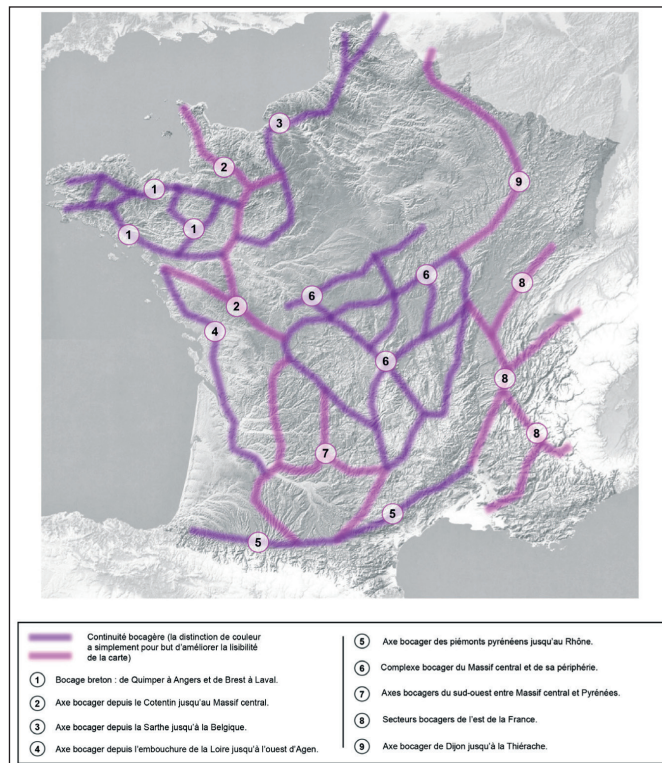 3
2
9
1
1
1
2
4
6
6
6
8
8
8
7
5
5
Continuité bocagère (la distinction de couleur
a simplement pour but d'améliorer la lisibilité
de la carte)
1 Bocage breton : de Quimper à Angers et de Brest à Laval.
2 Axe bocager depuis le Cotentin jusqu'au Massif central.
3 Axe bocager depuis la Sarthe jusqu'à la Belgique.
4 Axe bocager depuis l'embouchure de la Loire jusqu'à l'ouest d'Agen.
5 Axe bocager des piémonts pyrénéens jusqu'au Rhône.
6 Complexe bocager du Massif central et de sa périphérie.
7 Axes bocagers du sud-ouest entre Massif central et Pyrénées.
8 Secteurs bocagers de l'est de la France.
9 Axe bocager de Dijon jusqu'à la Thiérache.